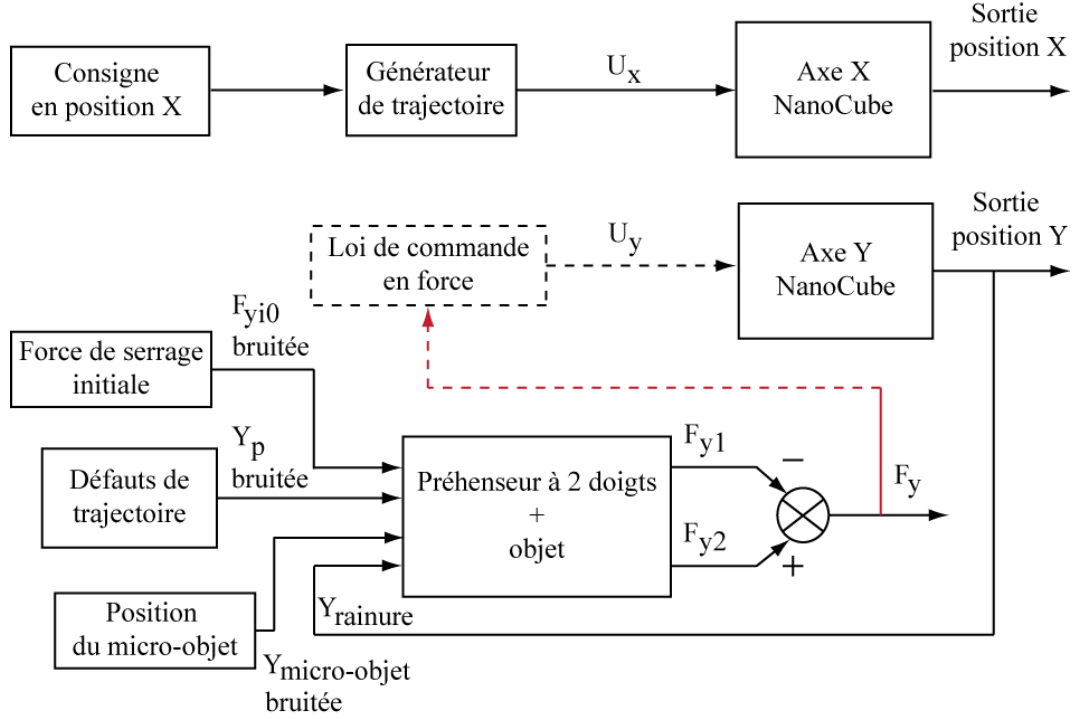 Consigne
en position X
Générateur
de trajectoire
Ux
Axe X
NanoCube
Sortie
position X
Loi de commande
en force
Uy
Axe Y
NanoCube
Sortie
position Y
Force de serrage
initiale
Fyi0
bruitée
Défauts de
trajectoire
Yp
bruitée
Position
du micro-objet
Ymicro-objet
bruitée
Yrainure
Préhenseur à 2 doigts
+
objet
Fy1
Fy2
−
+
Fy